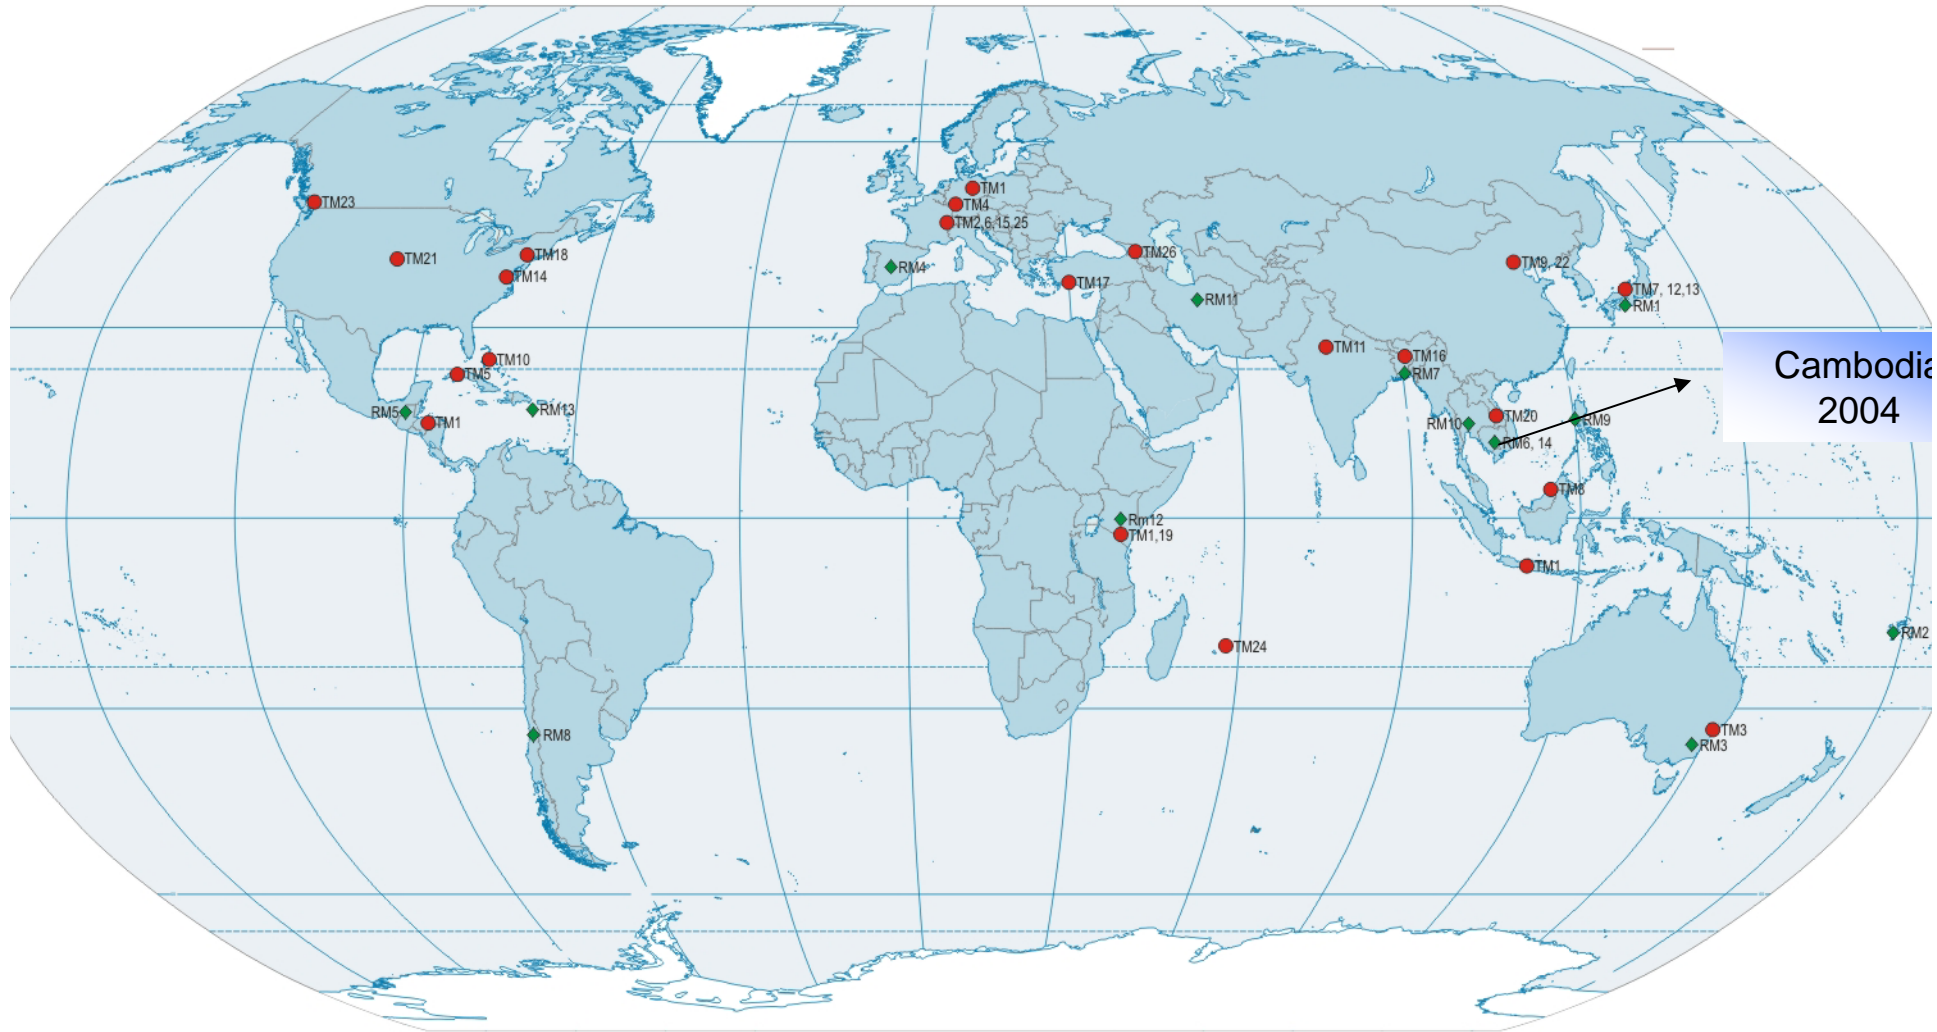 TM1
TM4
TM23
TM2,6,15.25
TM18
TM26
TM21
TM9, 22
RM4
TM14
TM17
TM7, 12,13
RM11
RM1
TM11
TM16
TM10
Cambodia
2004
TM5
RM7
RM5
RM13
TM1
TM20
RM9
RM10
RM6, 14
TM8
Rm12
TM1,19
TM1
RM2
TM24
TM3
RM8
RM3